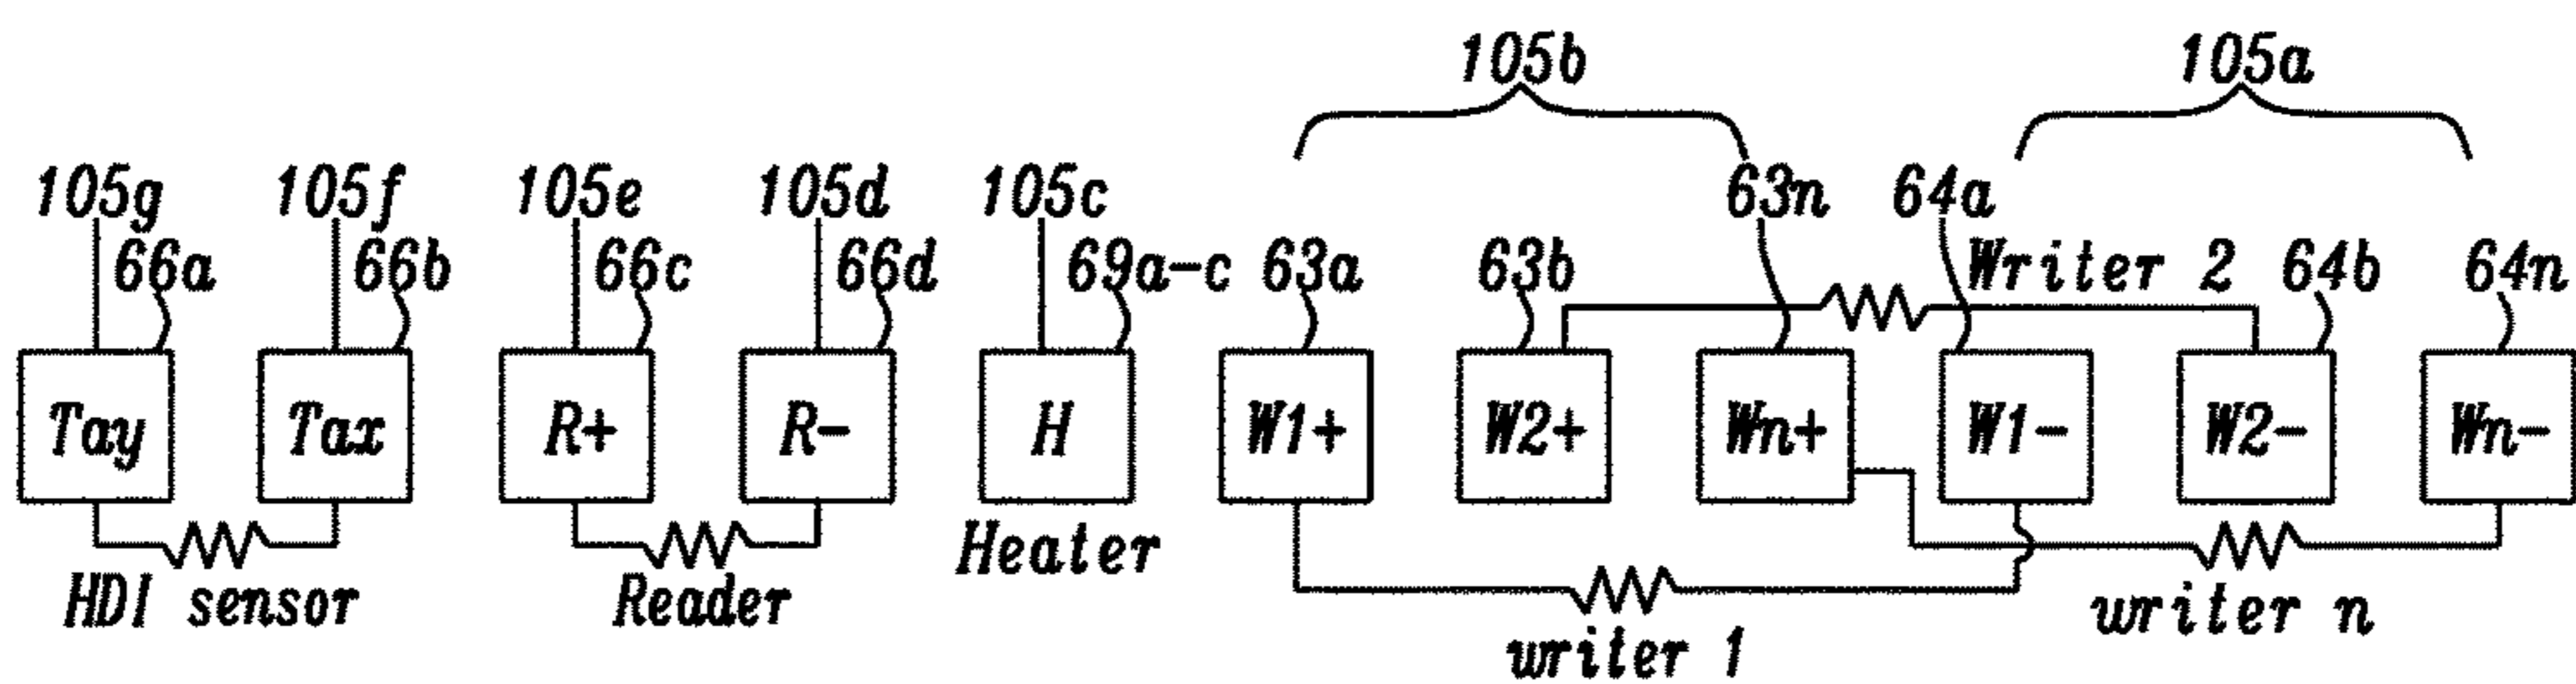 105b 105a
105g 105f 105e 105d 105c 63n 64a
66a 66b 66c 66d 69a-c 63a 63b Writer 2 64b 64n
Tay Tax R+ R- H W1+ W2+ Wn+ W1- W2- Wn-
Heater
HDI sensor Reader writer n
writer 1